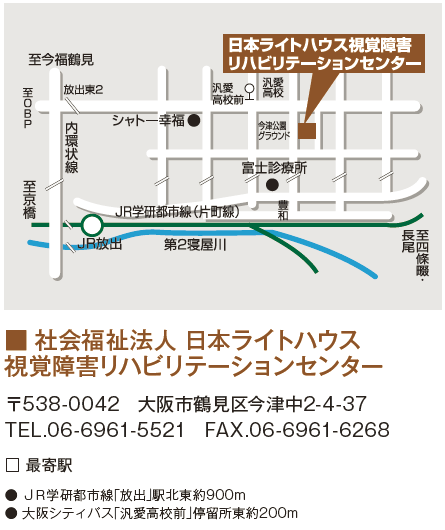 日本ライトハウス視覚障害
リハビリテーションセンター
至今福鶴見
至OBP
放出東2
汎愛
高校前
汎愛
高校
シャトー幸福
今津公園
グラウンド
内環状線
富士診療所
至京橋
JR学研都市線(片町線)
豊和
JR放出
第2寝屋川
至四條畷・
長尾
■ 社会福祉法人 日本ライトハウス
視覚障害リハビリテーションセンター
〒538-0042　大阪市鶴見区今津中2-4-37
TEL.06-6961-5521　FAX.06-6961-6268
□ 最寄駅
● JR学研都市線「放出」駅北東約900m
● 大阪シティバス「汎愛高校前」停留所東約200m